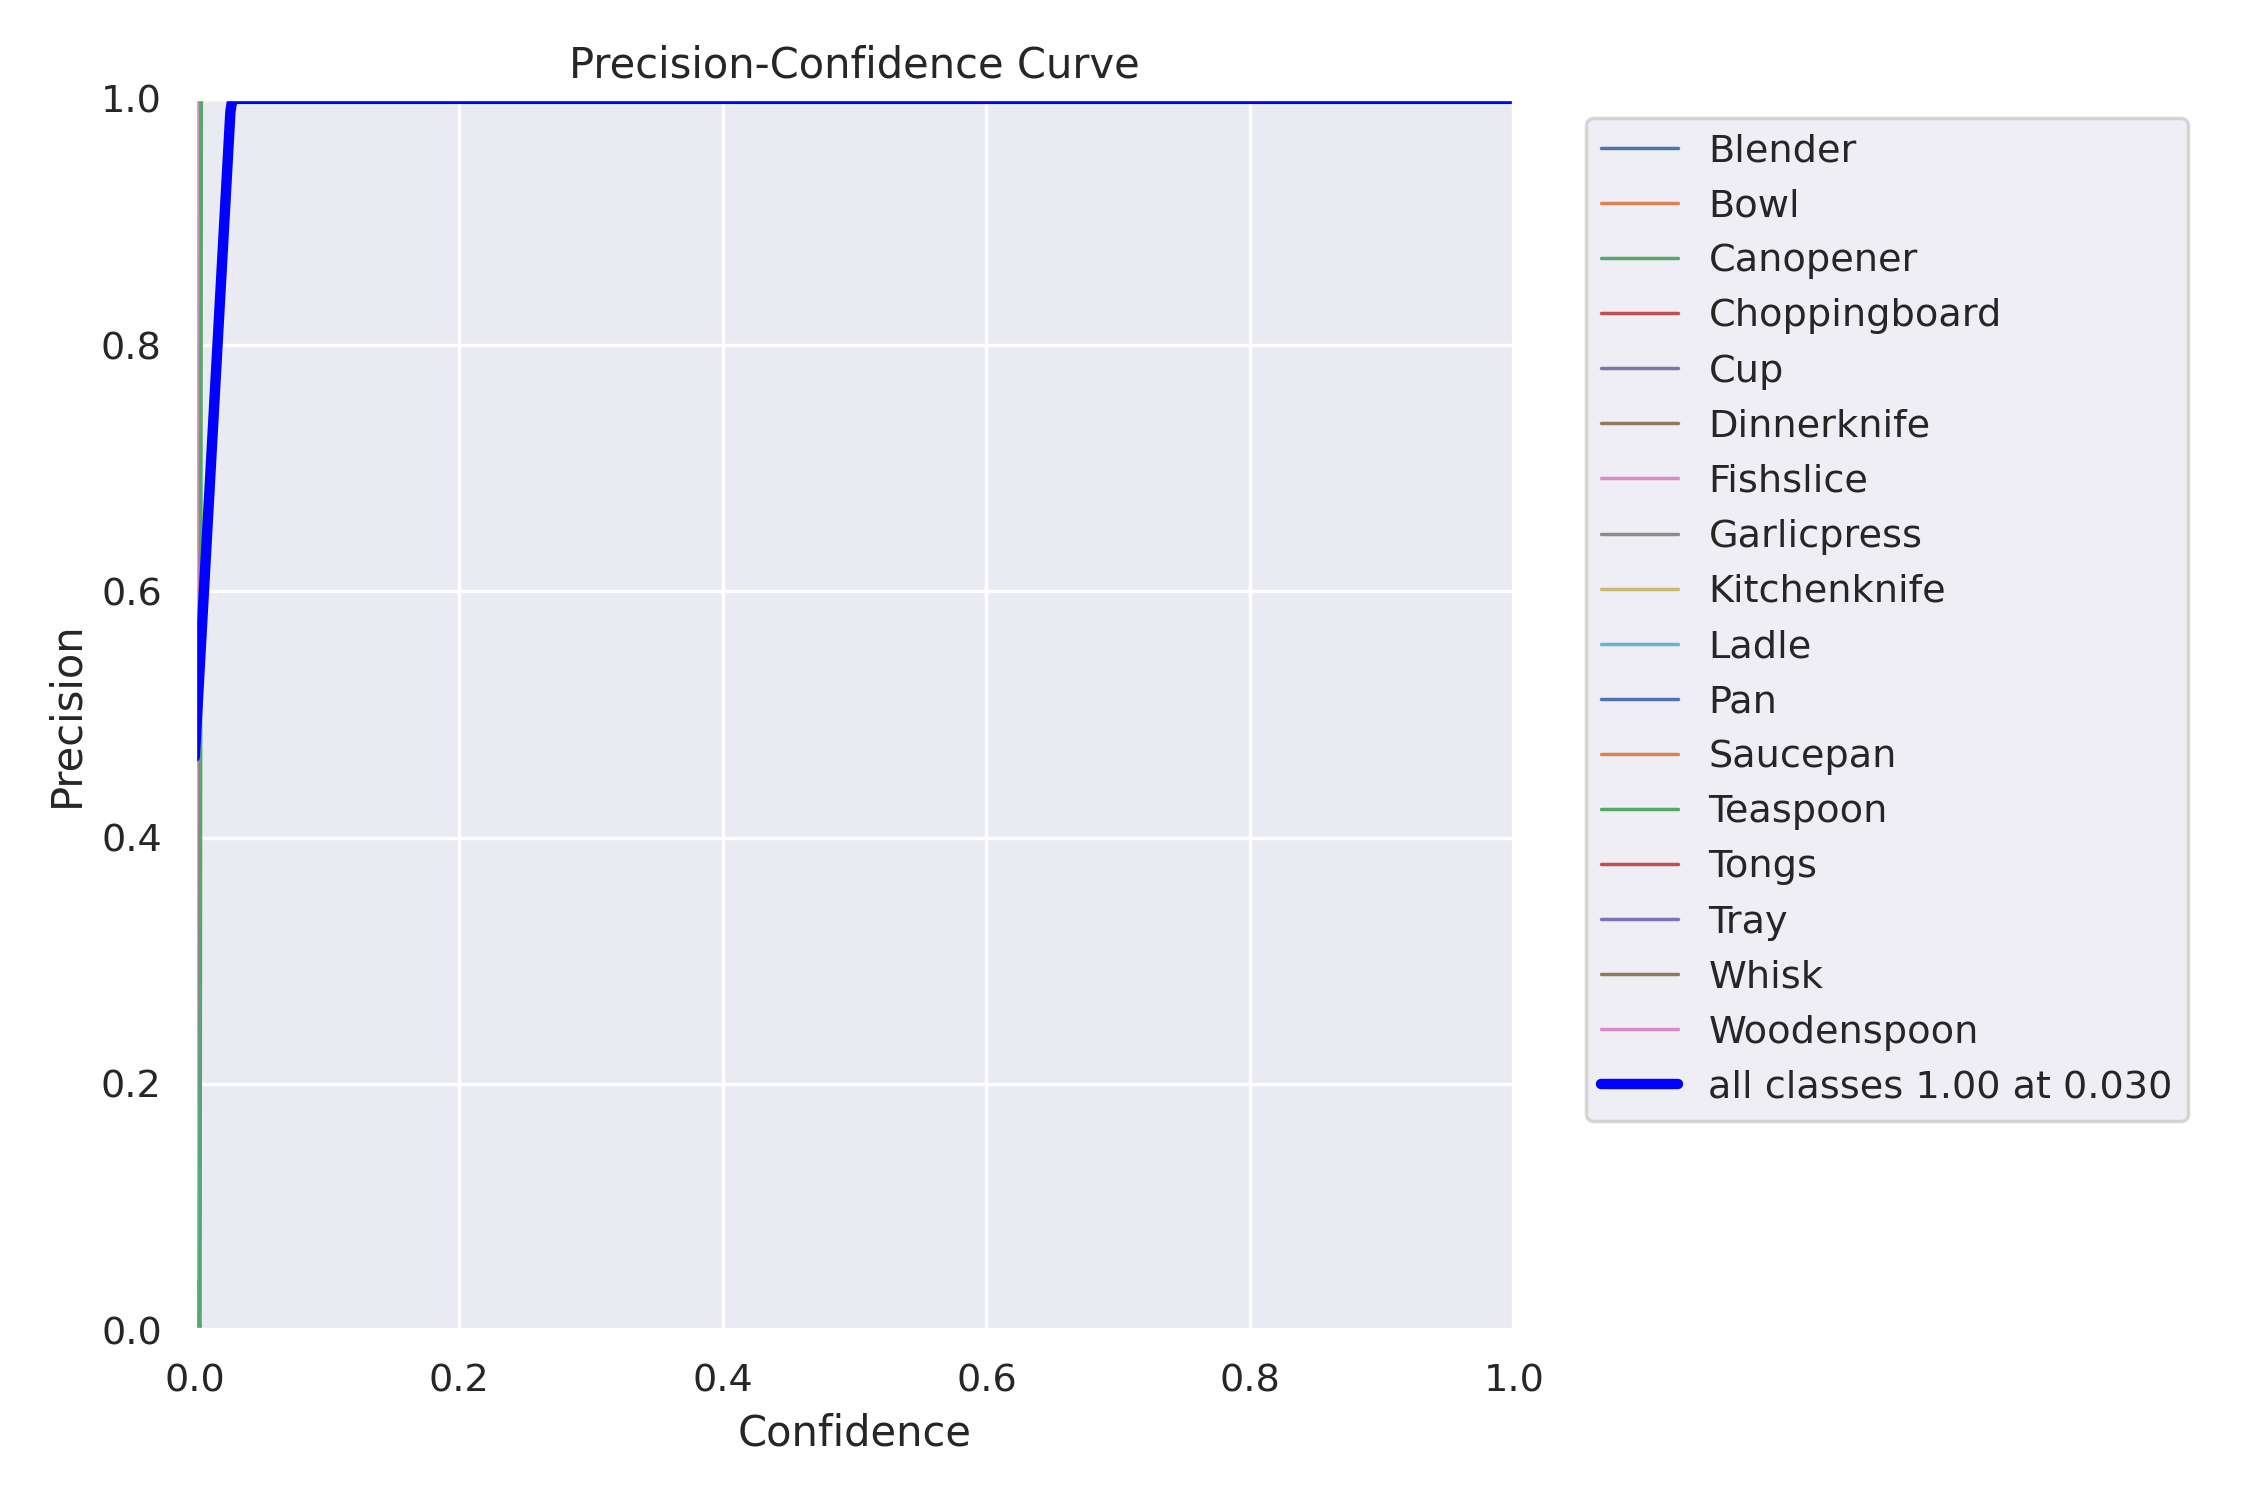 Precision-Confidence Curve
1.0
0.8
0.6
0.4
0.2
0.0
Precision
0.0 0.2 0.4 0.6 0.8 1.0
Confidence
Blender
Bowl
Canopener
Choppingboard
Cup
Dinnerknife
Fishslice
Garlicpress
Kitchenknife
Ladle
Pan
Saucepan
Teaspoon
Tongs
Tray
Whisk
Woodenspoon
all classes 1.00 at 0.030